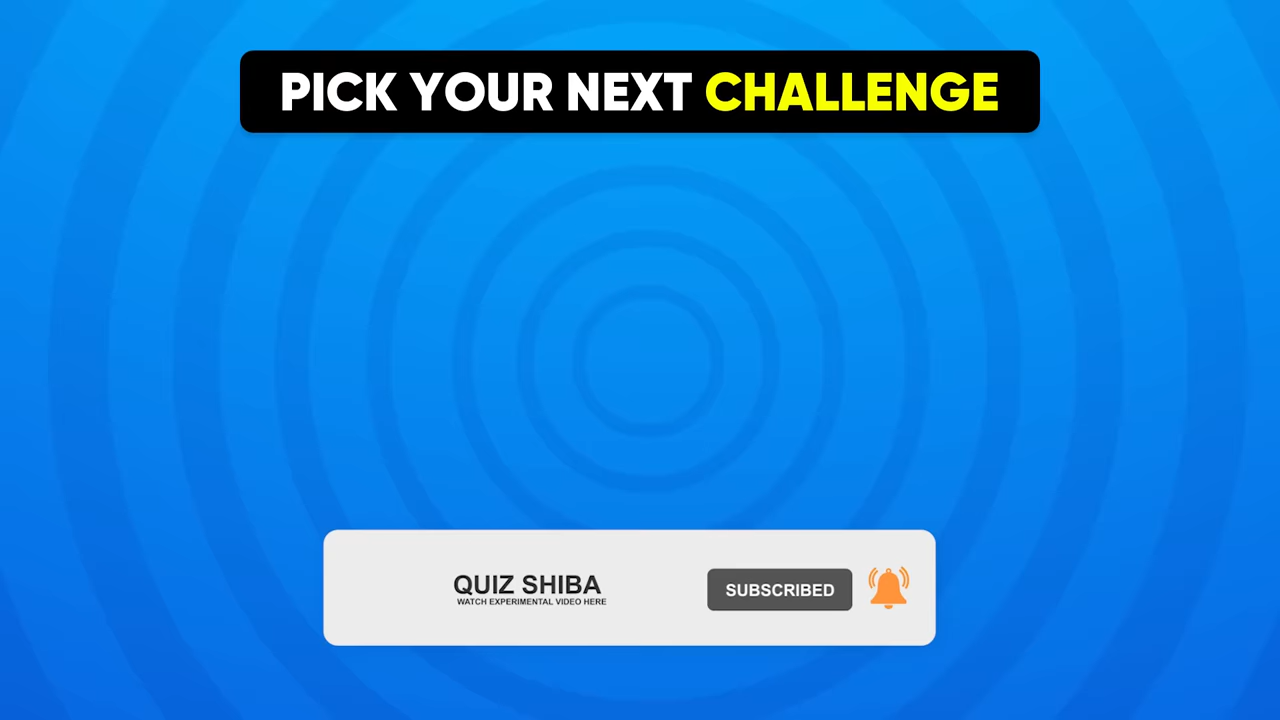 PICK YOUR NEXT CHALLENGE
QUIZ SHIBA
WATCH EXPERIMENTAL VIDEO HERE
SUBSCRIBED